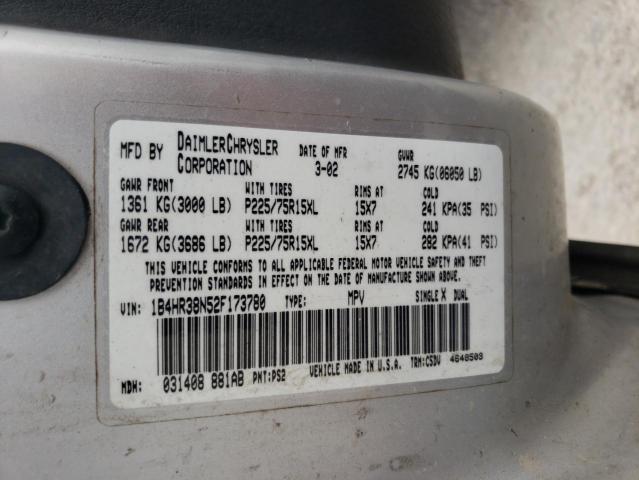 MFD BY DAIMLERCHRYSLER CORPORATION DATE OF MFR 3-02 GVWR 2745 KG(06050 LB)
GAWR FRONT WITH TIRES RIMS AT COLD
1361 KG(3000 LB) P225/75R15XL 15X7 241 KPA(35 PSI)
GAWR REAR WITH TIRES RIMS AT COLD
1672 KG(3686 LB) P225/75R15XL 15X7 282 KPA(41 PSI)
THIS VEHICLE CONFORMS TO ALL APPLICABLE FEDERAL MOTOR VEHICLE SAFETY AND THEFT
PREVENTION STANDARDS IN EFFECT ON THE DATE OF MANUFACTURE SHOWN ABOVE.
VIN: 1B4HR38N52F173780 TYPE: MPV SINGLE X DUAL
MDH: 031408 881AB PNT:PS2 VEHICLE MADE IN U.S.A. TRM:CSDV 4648503